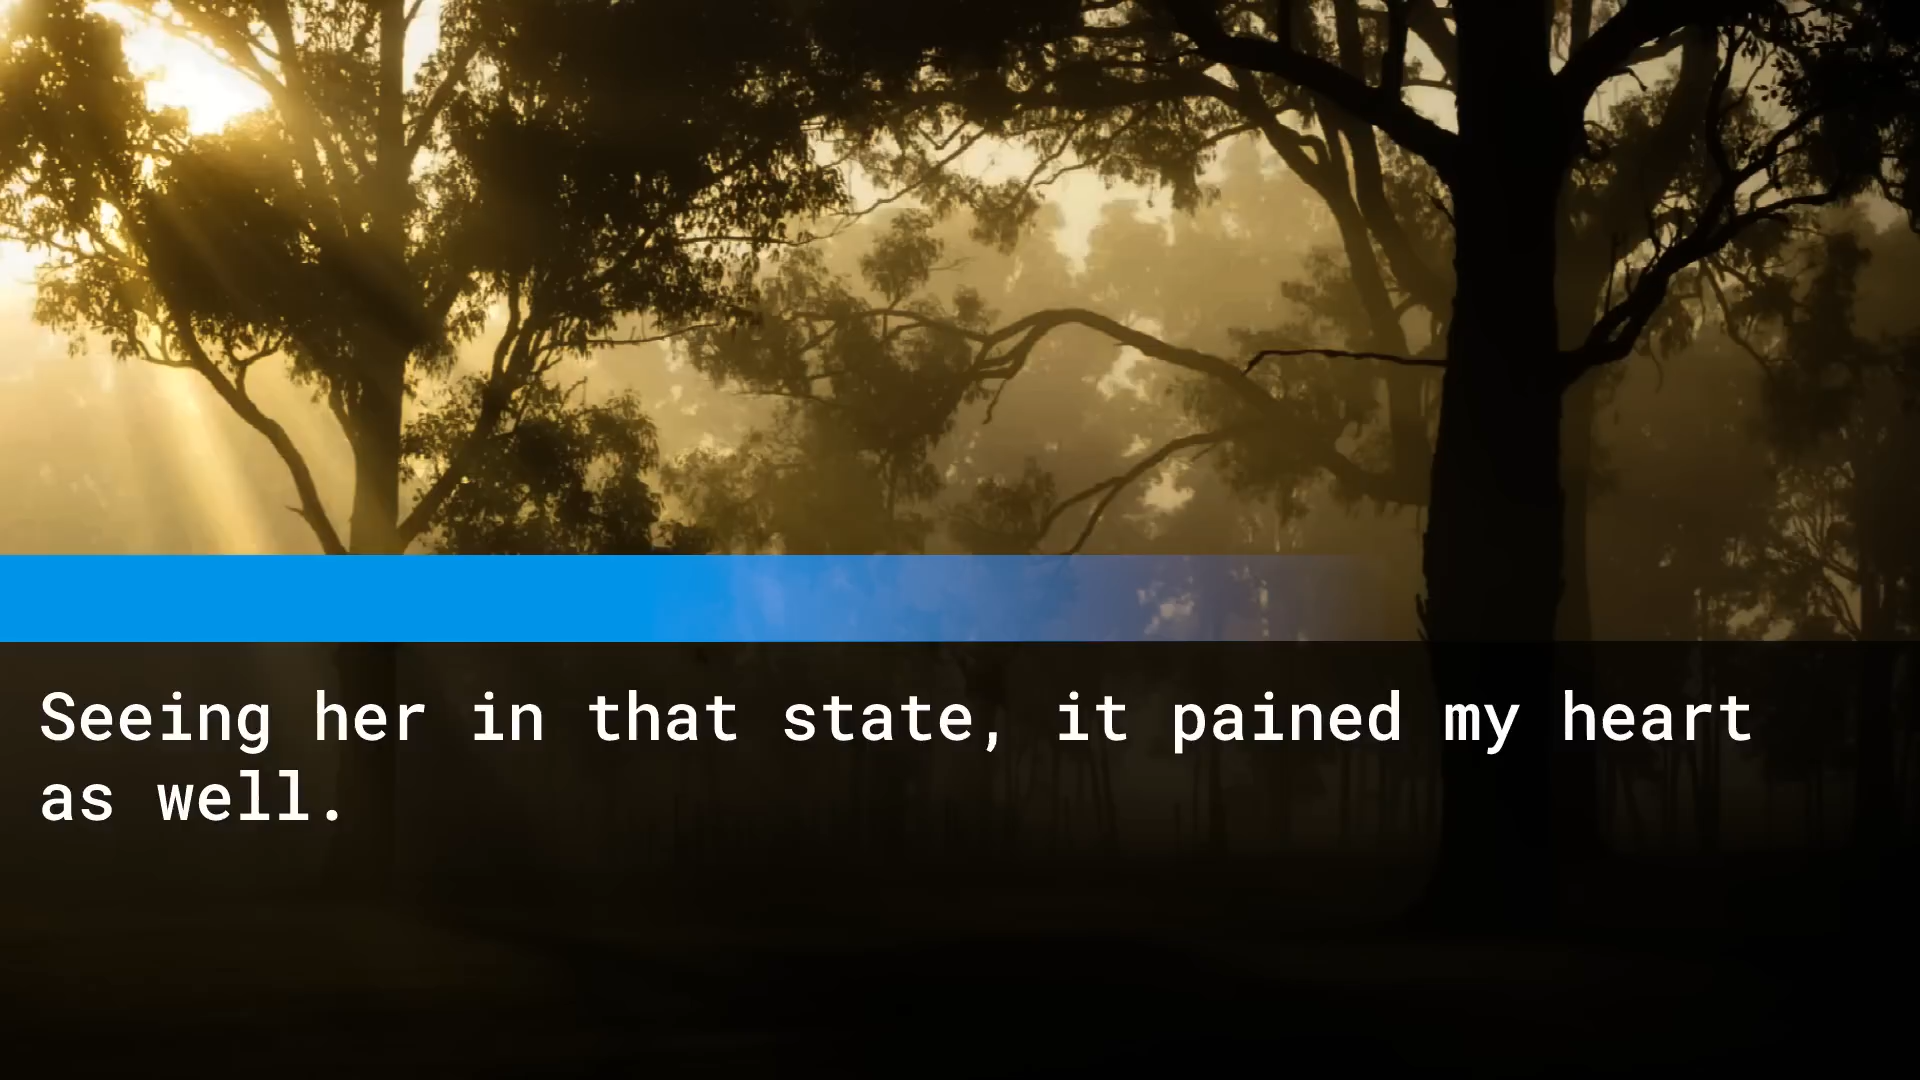 Seeing her in that state, it pained my heart
as well.